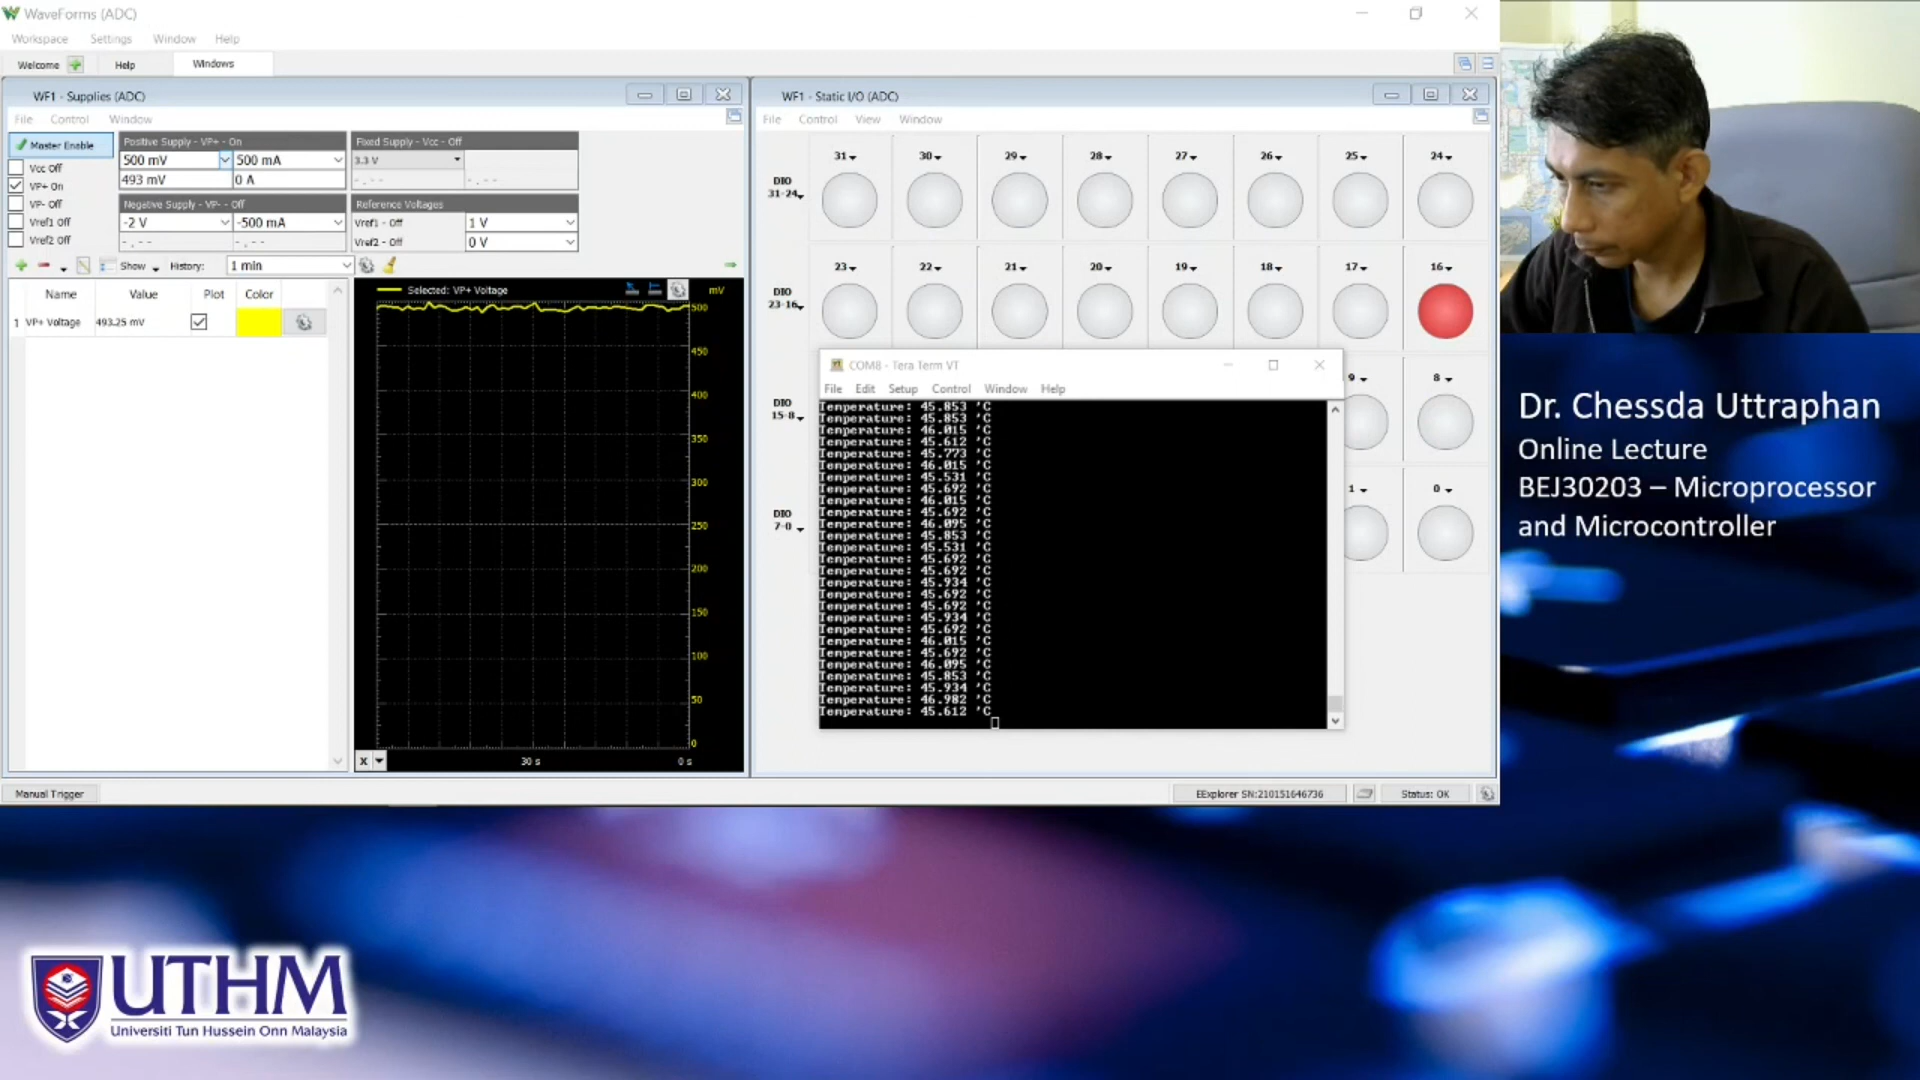 WaveForms (ADC)
Workspace Settings Window Help
Welcome Help Windows
WF1 - Supplies (ADC)
File Control Window
Master Enable
Vcc Off
VP+ On
VP- Off
Vref1 Off
Vref2 Off
Positive Supply - VP+ - On
500 mV 500 mA
493 mV 0 A
Negative Supply - VP- - Off
-2 V -500 mA
-.-- -.--
Fixed Supply - Vcc - Off
3.3 V
-.-- -.--
Reference Voltages
Vref1 - Off 1 V
Vref2 - Off 0 V
Show History: 1 min
Name Value Plot Color
1 VP+ Voltage 493.25 mV
Selected: VP+ Voltage mV
500
450
400
350
300
250
200
150
100
50
0
X 30 s 0 s
Manual Trigger
WF1 - Static I/O (ADC)
File Control View Window
DIO
31-24
31 30 29 28 27 26 25 24
DIO
23-16
23 22 21 20 19 18 17 16
DIO
15-8
9 8
DIO
7-0
1 0
COM8 - Tera Term VT
File Edit Setup Control Window Help
Temperature: 45.853 'C
Temperature: 45.853 'C
Temperature: 46.015 'C
Temperature: 45.612 'C
Temperature: 45.773 'C
Temperature: 46.015 'C
Temperature: 45.531 'C
Temperature: 45.692 'C
Temperature: 46.015 'C
Temperature: 45.692 'C
Temperature: 46.095 'C
Temperature: 45.853 'C
Temperature: 45.531 'C
Temperature: 45.692 'C
Temperature: 45.692 'C
Temperature: 45.934 'C
Temperature: 45.692 'C
Temperature: 45.692 'C
Temperature: 45.934 'C
Temperature: 45.692 'C
Temperature: 46.015 'C
Temperature: 45.692 'C
Temperature: 46.095 'C
Temperature: 45.853 'C
Temperature: 45.934 'C
Temperature: 46.982 'C
Temperature: 45.612 'C
EExplorer SN:210151646736 Status: OK
Dr. Chessda Uttraphan
Online Lecture
BEJ30203 – Microprocessor
and Microcontroller
UTHM
Universiti Tun Hussein Onn Malaysia